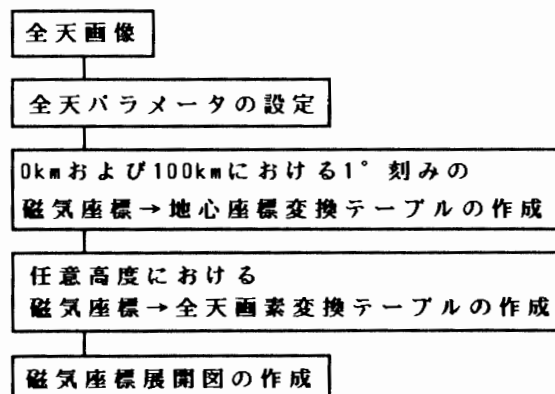 全天画像
全天パラメータの設定
0kmおよび100kmにおける1°刻みの
磁気座標→地心座標変換テーブルの作成
任意高度における
磁気座標→全天画素変換テーブルの作成
磁気座標展開図の作成